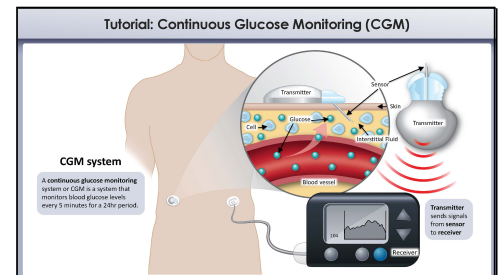 Tutorial: Continuous Glucose Monitoring (CGM)
Sensor
Transmitter
Skin
Glucose
Cell
Transmitter
Interstitial Fluid
CGM system
A continuous glucose monitoring
system or CGM is a system that
monitors blood glucose levels
every 5 minutes for a 24hr period.
Blood vessel
Transmitter
sends signals
from sensor
to receiver
104
Receiver